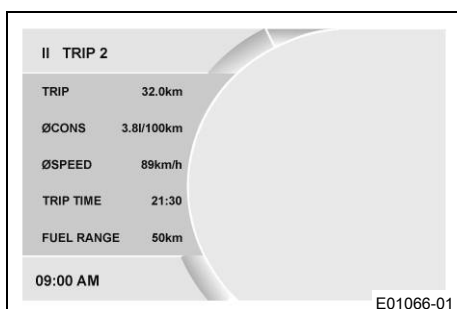 II TRIP 2
TRIP 32.0km
ØCONS 3.8l/100km
ØSPEED 89km/h
TRIP TIME 21:30
FUEL RANGE 50km
09:00 AM
E01066-01